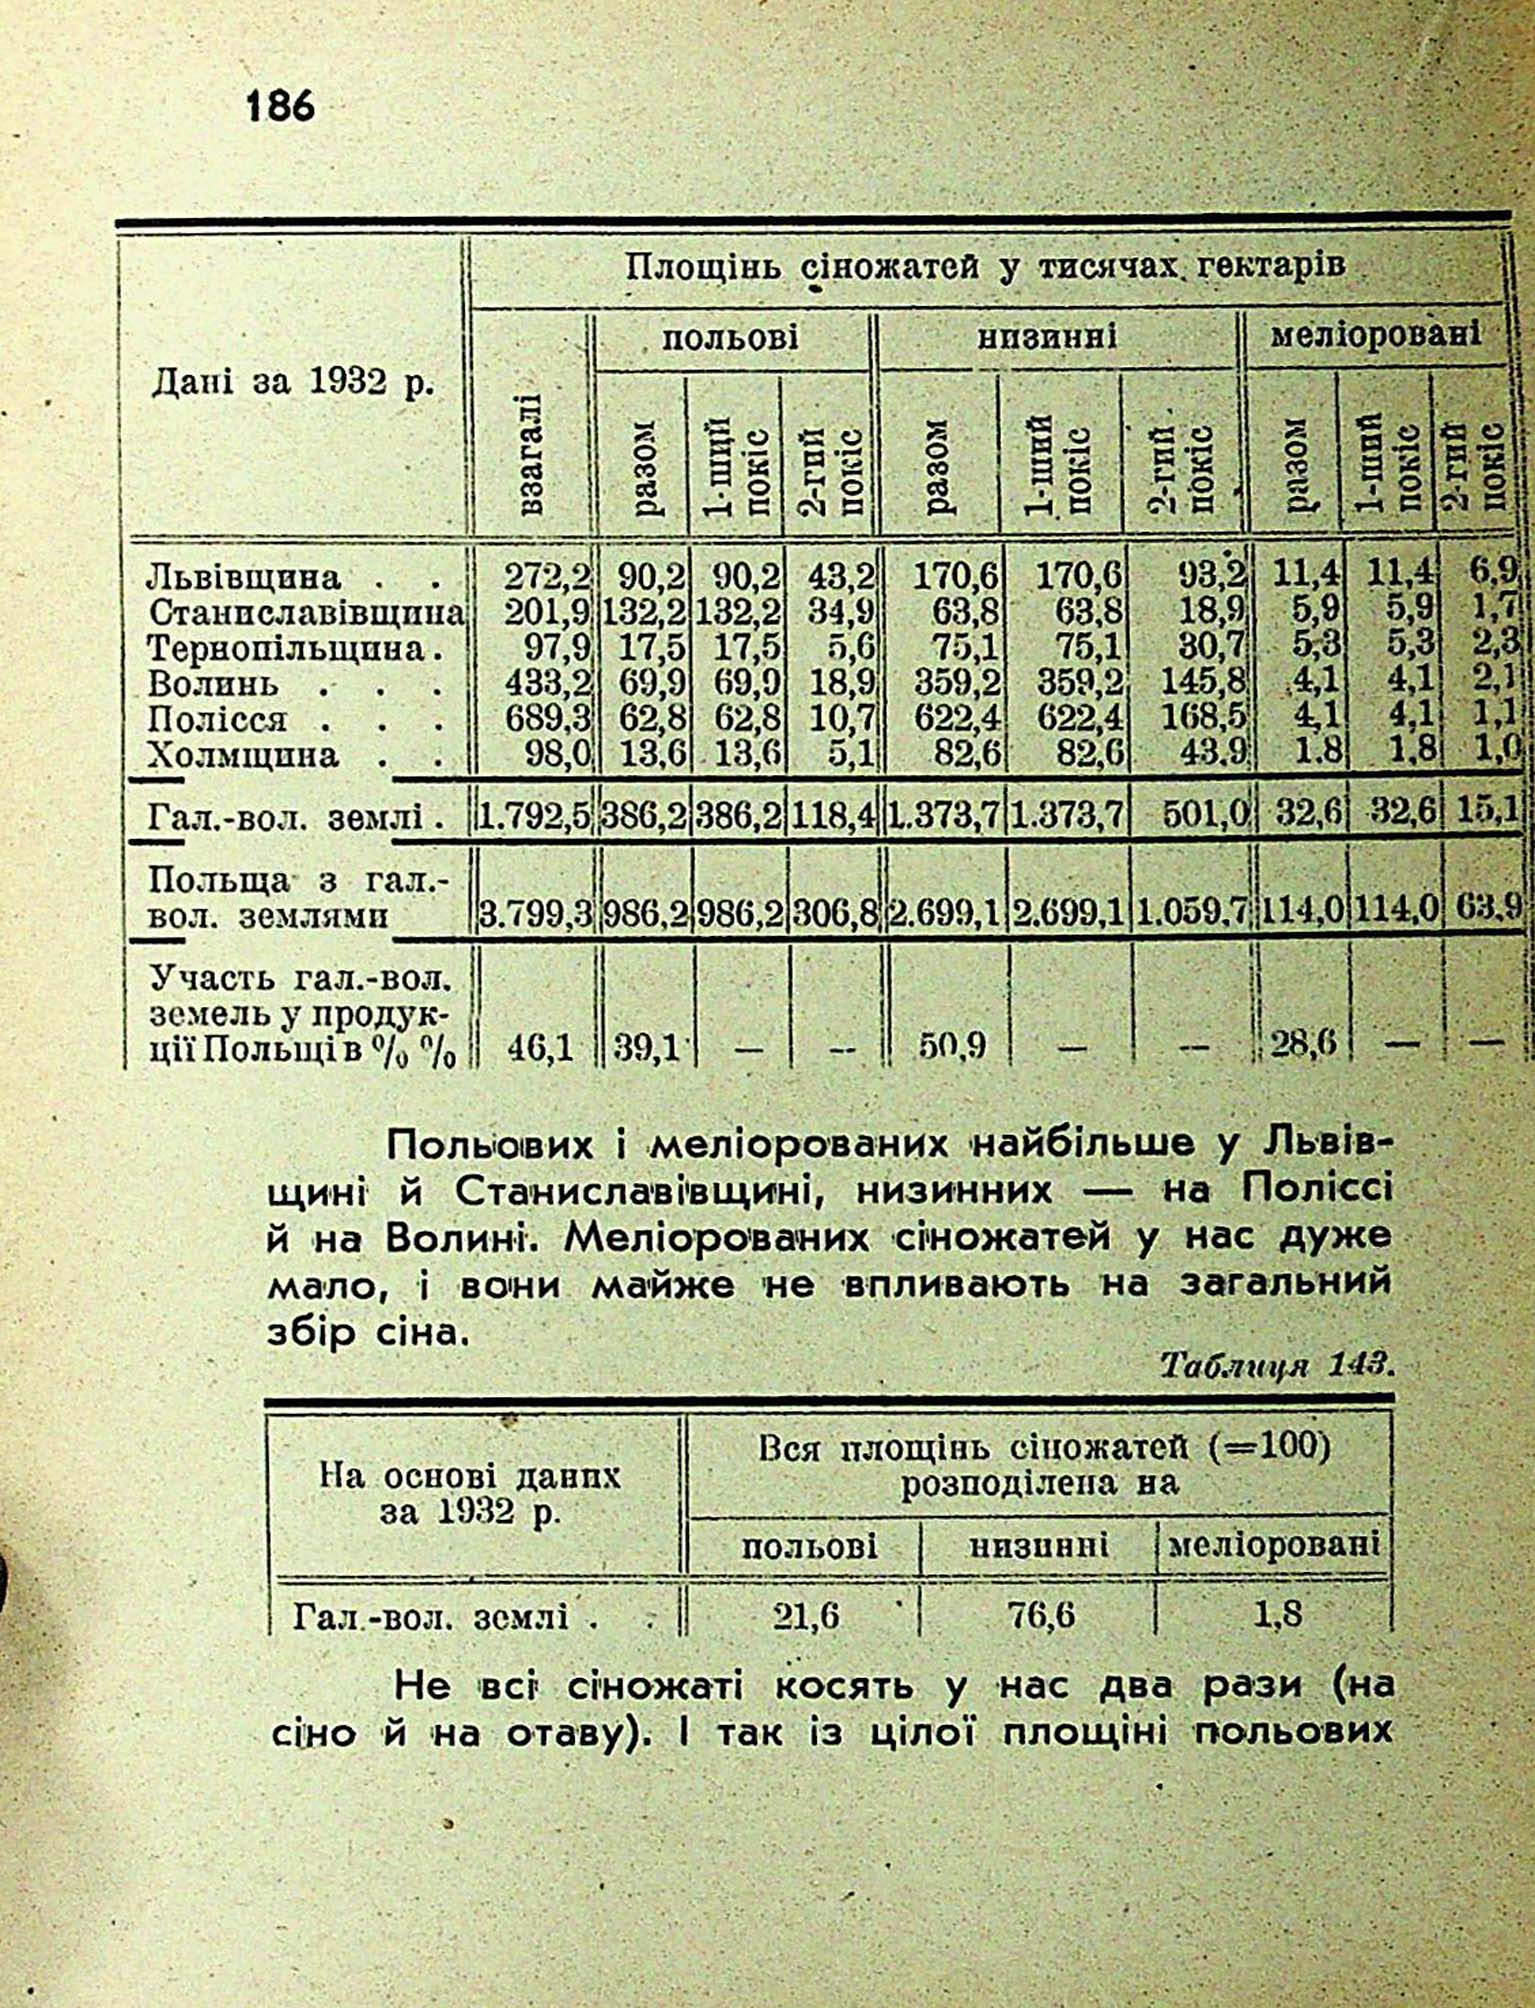 186
Площінь сіножатей у тисячах гектарів
Дані за 1932 р.
взагалі
польові
низинні
меліоровані
разом
1-ший покіс
2-гий покіс
разом
1-ший покіс
2-гий покіс
разом
1-ший покіс
2-гий покіс
Львівщина . . 272,2 90,2 90,2 43,2 170,6 170,6 93,2 11,4 11,4 6,9
Станиславівщина 201,9 132,2 132,2 34,9 63,8 63,8 18,9 5,9 5,9 1,7
Тернопільщина . 97,9 17,5 17,5 5,6 75,1 75,1 30,7 5,3 5,3 2,3
Волинь . . . 433,2 69,9 69,9 18,9 359,2 359,2 145,8 4,1 4,1 2,1
Полісся . . . 689,3 62,8 62,8 10,7 622,4 622,4 168,5 4,1 4,1 1,1
Холмщина . . 98,0 13,6 13,6 5,1 82,6 82,6 43,9 1,8 1,8 1,0
Гал.-вол. землі . 1.792,5 386,2 386,2 118,4 1.373,7 1.373,7 501,0 32,6 32,6 15,1
Польща з гал.-
вол. землями 3.799,3 986,2 986,2 306,8 2.699,1 2.699,1 1.059,7 114,0 114,0 63,9
Участь гал.-вол.
земель у продук-
ції Польщі в % % 46,1 39,1 — — 50,9 — — 28,6 — —
Польових і меліорованих найбільше у Львів-
щині й Станиславівщині, низинних — на Поліссі
й на Волині. Меліорованих сіножатей у нас дуже
мало, і вони майже не впливають на загальний
збір сіна.
Таблиця 143.
На основі даних
за 1932 р.
Вся площінь сіножатей (=100)
розподілена на
польові низинні меліоровані
Гал.-вол. землі . . 21,6 76,6 1,8
Не всі сіножаті косять у нас два рази (на
сіно й на отаву). І так із цілої площіні польових